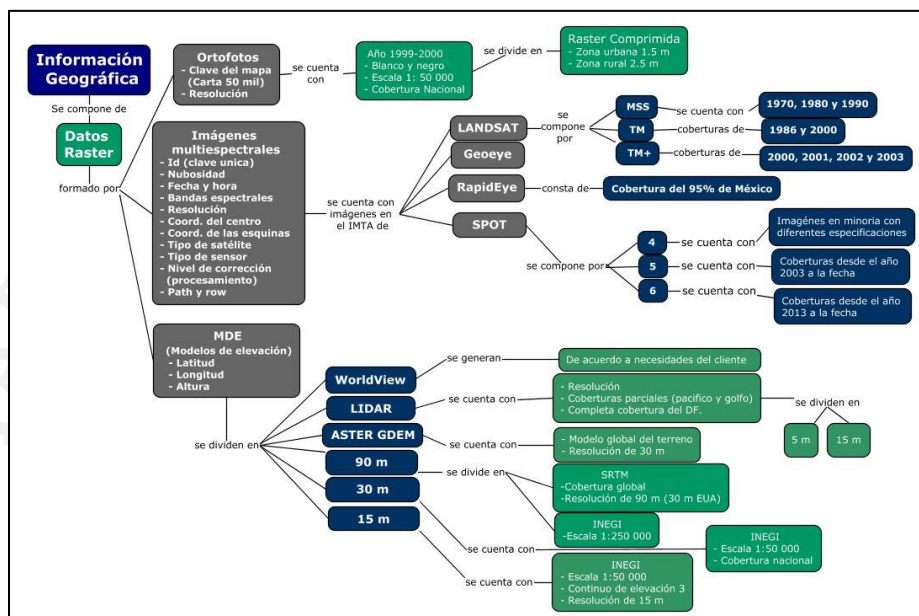 Información
Geográfica
Se compone de
Datos
Raster
formado por
Ortofotos
- Clave del mapa
(Carta 50 mil)
- Resolución
se cuenta
con
Año 1999-2000
- Blanco y negro
- Escala 1: 50 000
- Cobertura Nacional
se divide en
Raster Comprimida
- Zona urbana 1.5 m
- Zona rural 2.5 m
Imágenes
multiespectrales
- Id (clave unica)
- Nubosidad
- Fecha y hora
- Bandas espectrales
- Resolución
- Coord. del centro
- Coord. de las esquinas
- Tipo de satélite
- Tipo de sensor
- Nivel de corrección
(procesamiento)
- Path y row
se cuenta con
imágenes en
el IMTA de
LANDSAT
se
compone
por
MSS
se cuenta con
1970, 1980 y 1990
TM
coberturas de
1986 y 2000
TM+
coberturas de
2000, 2001, 2002 y 2003
Geoeye
RapidEye
consta de
Cobertura del 95% de México
SPOT
se compone por
4
se cuenta con
Imagénes en minoria con
diferentes especificaciones
5
se cuenta con
Coberturas desde el año
2003 a la fecha
6
se cuenta con
Coberturas desde el año
2013 a la fecha
MDE
(Modelos de elevación)
- Latitud
- Longitud
- Altura
se dividen en
WorldView
se generan
De acuerdo a necesidades del cliente
LIDAR
se cuenta con
- Resolución
- Coberturas parciales (pacifico y golfo)
- Completa cobertura del DF.
se dividen en
5 m
15 m
ASTER GDEM
se cuenta con
- Modelo global del terreno
- Resolución de 30 m
90 m
se divide en
SRTM
-Cobertura global
-Resolución de 90 m (30 m EUA)
INEGI
-Escala 1:250 000
30 m
se cuenta con
INEGI
- Escala 1:50 000
- Cobertura nacional
15 m
se cuenta con
INEGI
- Escala 1:50 000
- Continuo de elevación 3
- Resolución de 15 m